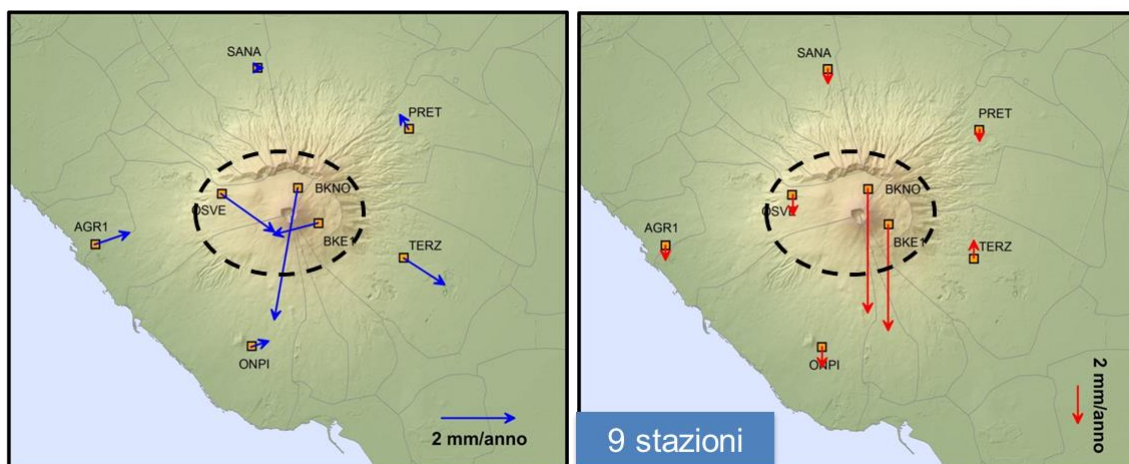 SANA
PRET
BKNO
OSVE
BKE1
AGR1
TERZ
ONPI
2 mm/anno
SANA
PRET
BKNO
OSVE
BKE1
AGR1
TERZ
ONPI
2 mm/anno
9 stazioni